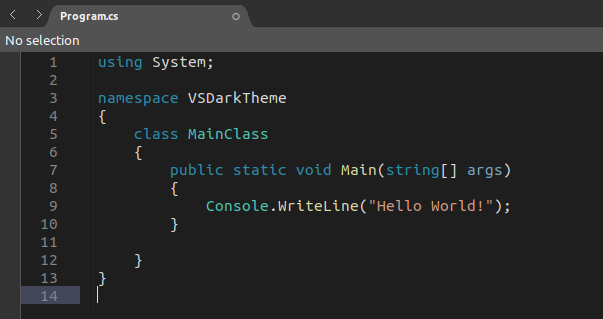 Program.cs
No selection
1 using System;
2
3 namespace VSDarkTheme
4 {
5     class MainClass
6     {
7         public static void Main(string[] args)
8         {
9             Console.WriteLine("Hello World!");
10         }
11
12     }
13 }
14